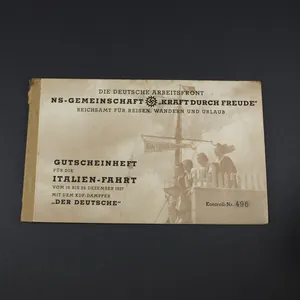 DIE DEUTSCHE ARBEITSFRONT
NS-GEMEINSCHAFT „KRAFT DURCH FREUDE"
REICHSAMT FÜR REISEN, WANDERN UND URLAUB
GUTSCHEINHEFT
FÜR DIE
ITALIEN-FAHRT
VOM DEZEMBER 1937
MIT DEM KDF-DAMPFER
„DER DEUTSCHE"
Kontroll-Nr. 496